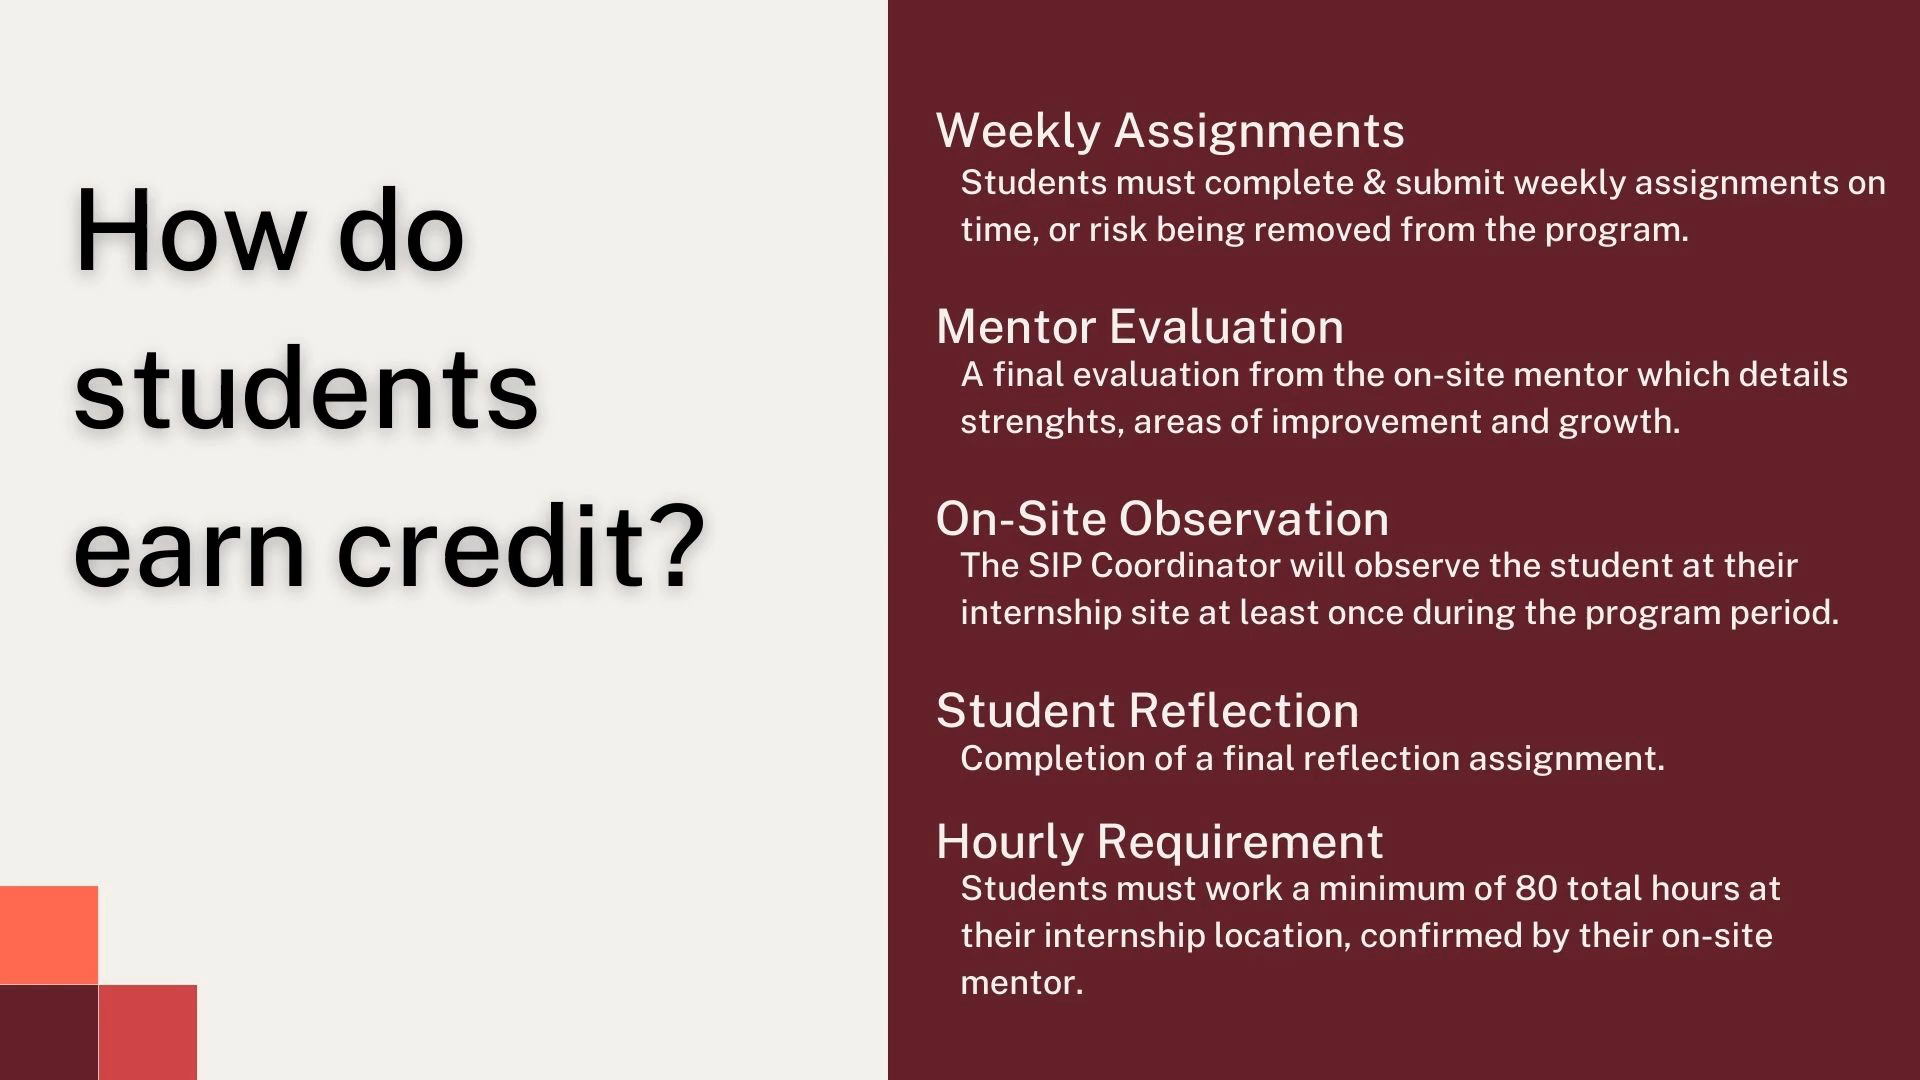 How do
students
earn credit?
Weekly Assignments
Students must complete & submit weekly assignments on
time, or risk being removed from the program.
Mentor Evaluation
A final evaluation from the on-site mentor which details
strenghts, areas of improvement and growth.
On-Site Observation
The SIP Coordinator will observe the student at their
internship site at least once during the program period.
Student Reflection
Completion of a final reflection assignment.
Hourly Requirement
Students must work a minimum of 80 total hours at
their internship location, confirmed by their on-site
mentor.